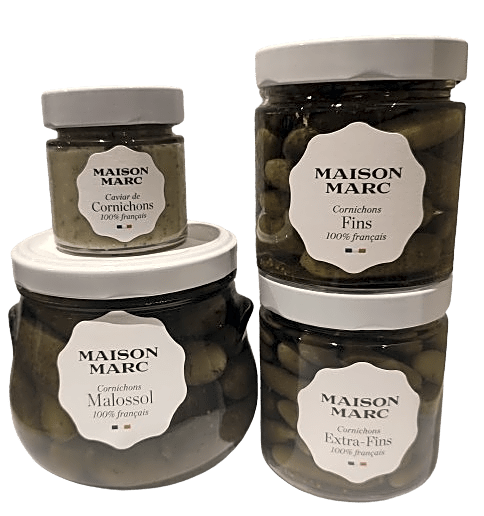 MAISON
MARC
Caviar de
Cornichons
100% français
MAISON
MARC
Cornichons
Fins
100% français
MAISON
MARC
Cornichons
Malossol
100% français
MAISON
MARC
Cornichons
Extra-Fins
100% français